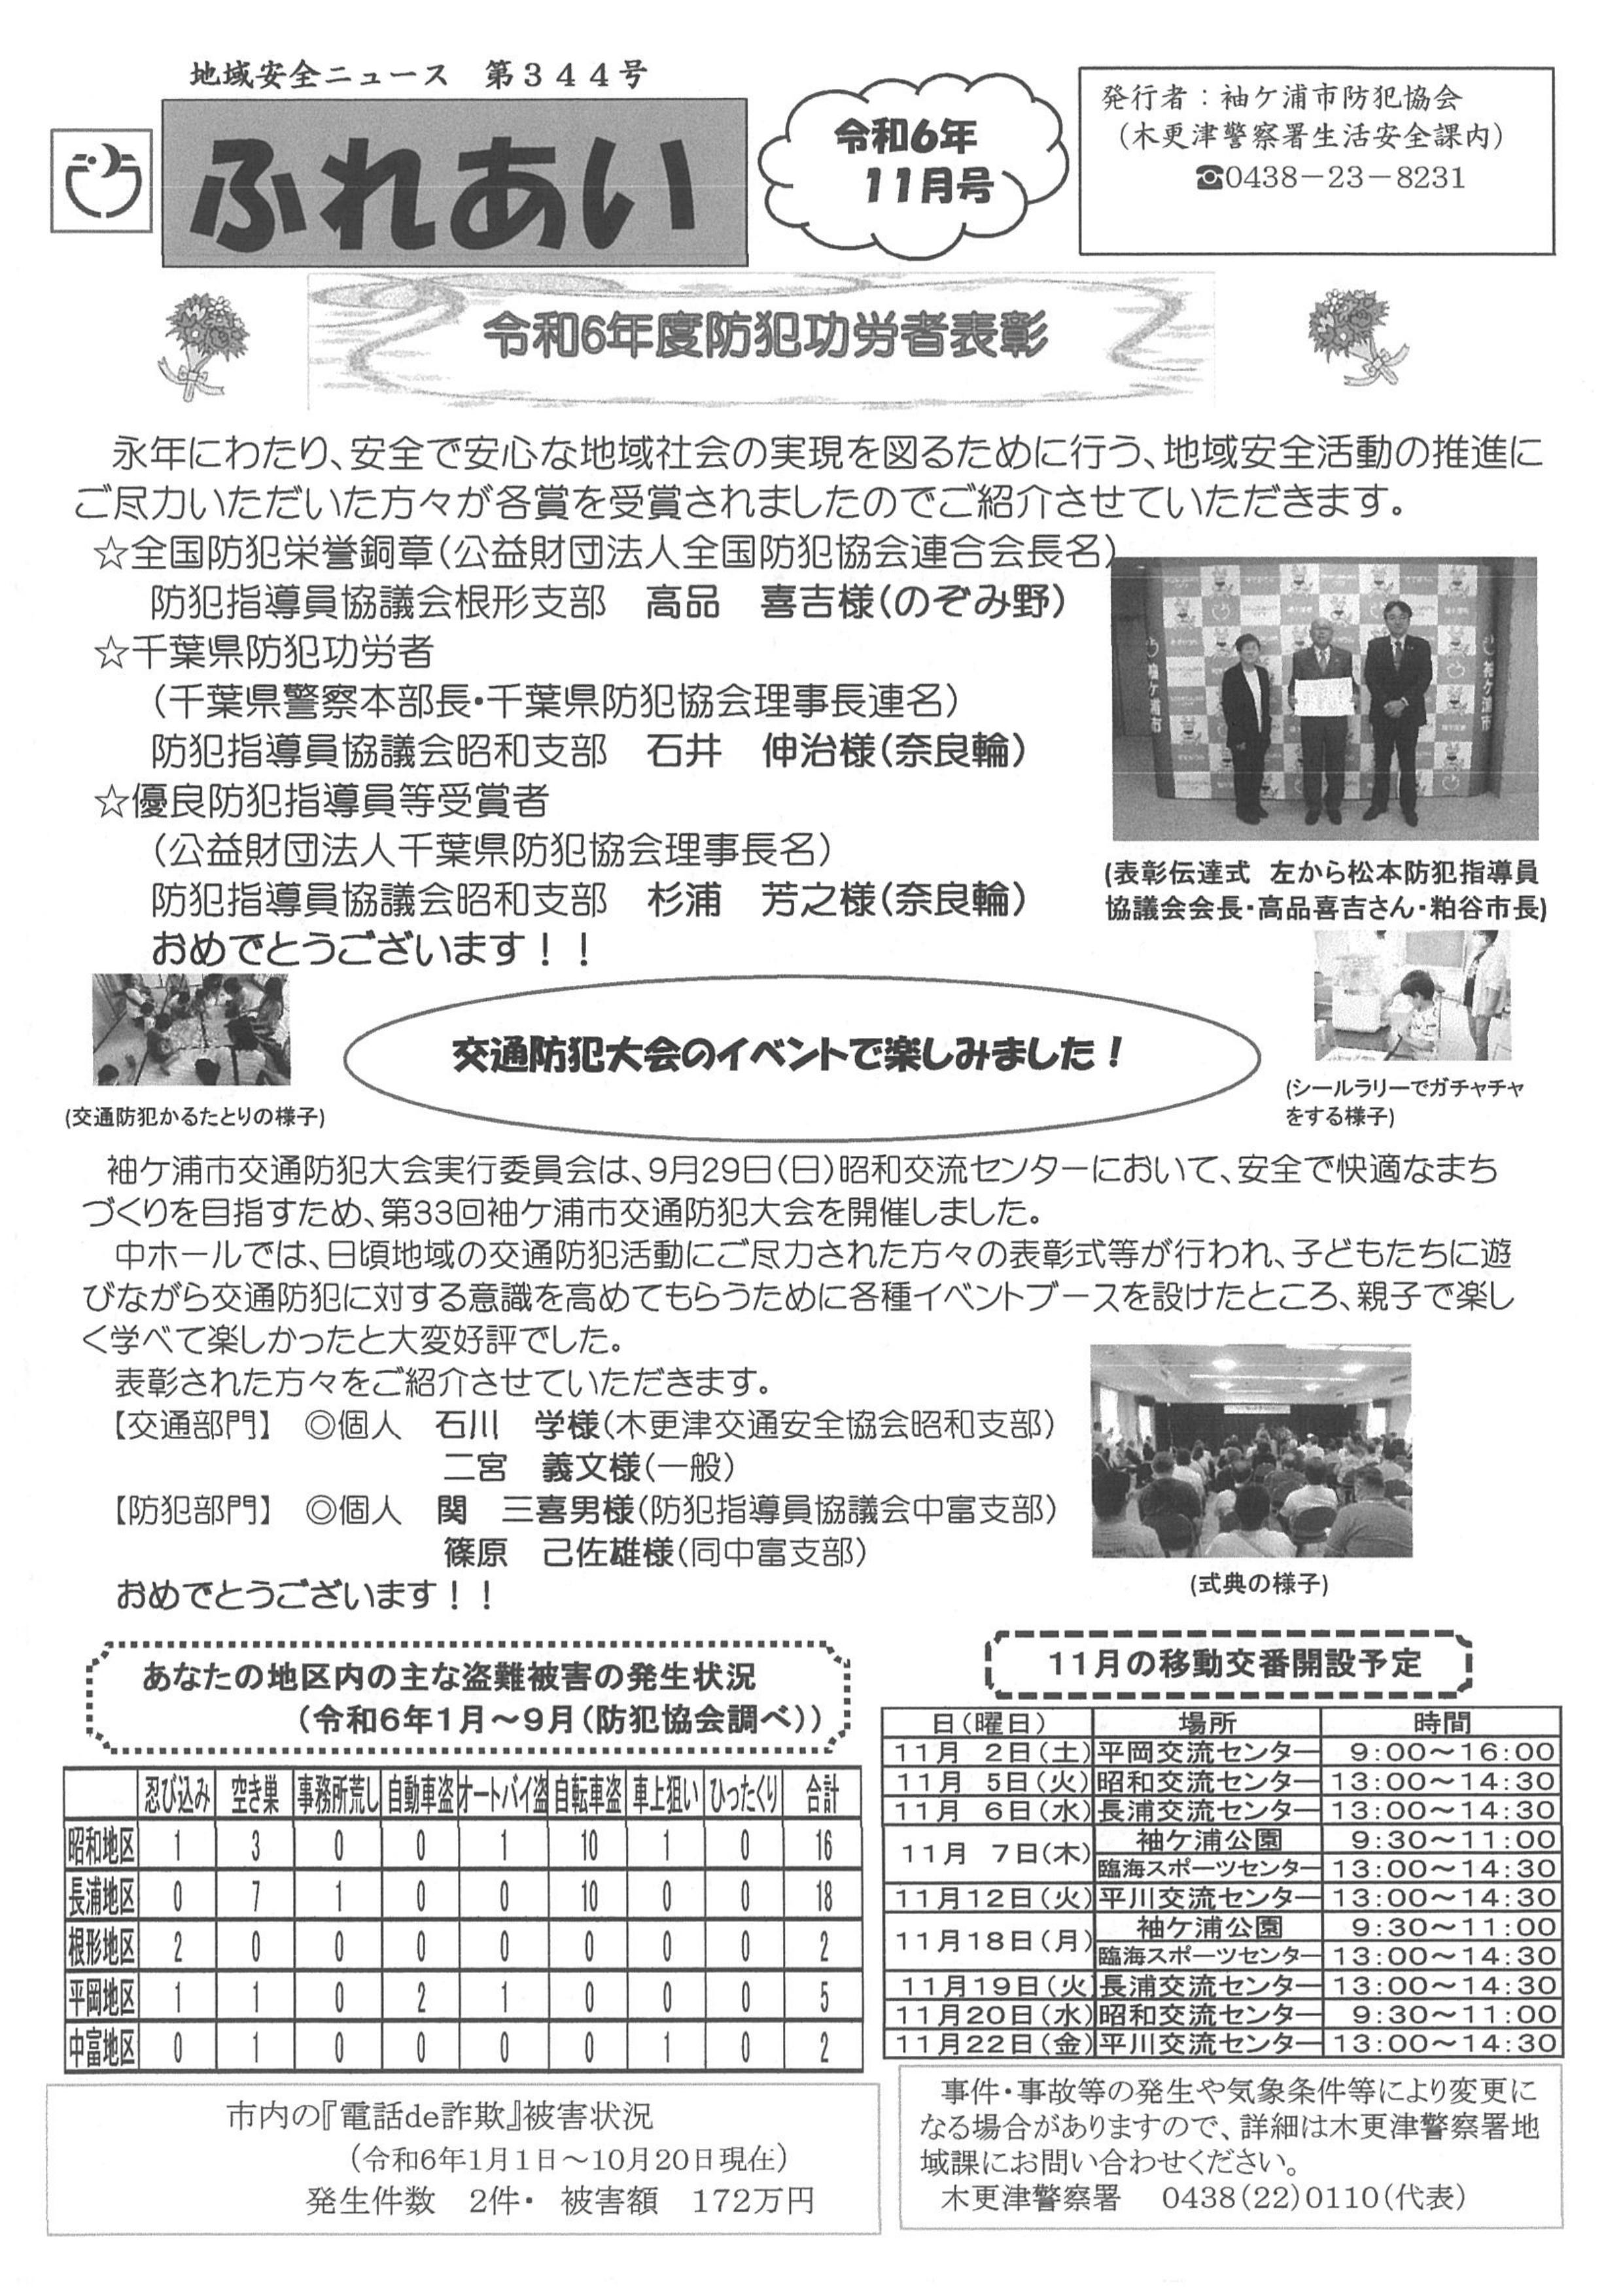 地域安全ニュース　第３４４号
ふれあい
令和6年
11月号
発行者：袖ケ浦市防犯協会
（木更津警察署生活安全課内）
☎0438－23－8231
令和6年度防犯功労者表彰
永年にわたり、安全で安心な地域社会の実現を図るために行う、地域安全活動の推進に
ご尽力いただいた方々が各賞を受賞されましたのでご紹介させていただきます。
☆全国防犯栄誉銅章（公益財団法人全国防犯協会連合会長名）
防犯指導員協議会根形支部　高品　喜吉様（のぞみ野）
☆千葉県防犯功労者
（千葉県警察本部長・千葉県防犯協会理事長連名）
防犯指導員協議会昭和支部　石井　伸治様（奈良輪）
☆優良防犯指導員等受賞者
（公益財団法人千葉県防犯協会理事長名）
防犯指導員協議会昭和支部　杉浦　芳之様（奈良輪）
おめでとうございます！！
袖ケ浦市
袖ケ浦市
(表彰伝達式　左から松本防犯指導員
協議会会長・高品喜吉さん・粕谷市長)
交通防犯大会のイベントで楽しみました！
(交通防犯かるたとりの様子)
(シールラリーでガチャチャ
をする様子)
袖ケ浦市交通防犯大会実行委員会は、9月29日（日）昭和交流センターにおいて、安全で快適なまち
づくりを目指すため、第33回袖ケ浦市交通防犯大会を開催しました。
中ホールでは、日頃地域の交通防犯活動にご尽力された方々の表彰式等が行われ、子どもたちに遊
びながら交通防犯に対する意識を高めてもらうために各種イベントブースを設けたところ、親子で楽し
く学べて楽しかったと大変好評でした。
表彰された方々をご紹介させていただきます。
【交通部門】　◎個人　石川　学様（木更津交通安全協会昭和支部）
二宮　義文様（一般）
【防犯部門】　◎個人　関　三喜男様（防犯指導員協議会中富支部）
篠原　己佐雄様（同中富支部）
おめでとうございます！！
(式典の様子)
あなたの地区内の主な盗難被害の発生状況
（令和6年1月～9月（防犯協会調べ））
忍び込み 空き巣 事務所荒し 自動車盗 オートバイ盗 自転車盗 車上狙い ひったくり 合計
昭和地区 1 3 0 0 1 10 1 0 16
長浦地区 0 7 1 0 0 10 0 0 18
根形地区 2 0 0 0 0 0 0 0 2
平岡地区 1 1 0 2 1 0 0 0 5
中富地区 0 1 0 0 0 0 1 0 2
市内の『電話de詐欺』被害状況
（令和6年1月1日～10月20日現在）
発生件数　2件・　被害額　172万円
11月の移動交番開設予定
日（曜日） 場所 時間
11月　2日（土） 平岡交流センター 9：00～16：00
11月　5日（火） 昭和交流センター 13：00～14：30
11月　6日（水） 長浦交流センター 13：00～14：30
11月　7日（木） 袖ケ浦公園 9：30～11：00
臨海スポーツセンター 13：00～14：30
11月12日（火） 平川交流センター 13：00～14：30
11月18日（月） 袖ケ浦公園 9：30～11：00
臨海スポーツセンター 13：00～14：30
11月19日（火 長浦交流センター 13：00～14：30
11月20日（水） 昭和交流センター 9：30～11：00
11月22日（金） 平川交流センター 13：00～14：30
事件・事故等の発生や気象条件等により変更に
なる場合がありますので、詳細は木更津警察署地
域課にお問い合わせください。
木更津警察署　0438（22）0110（代表）